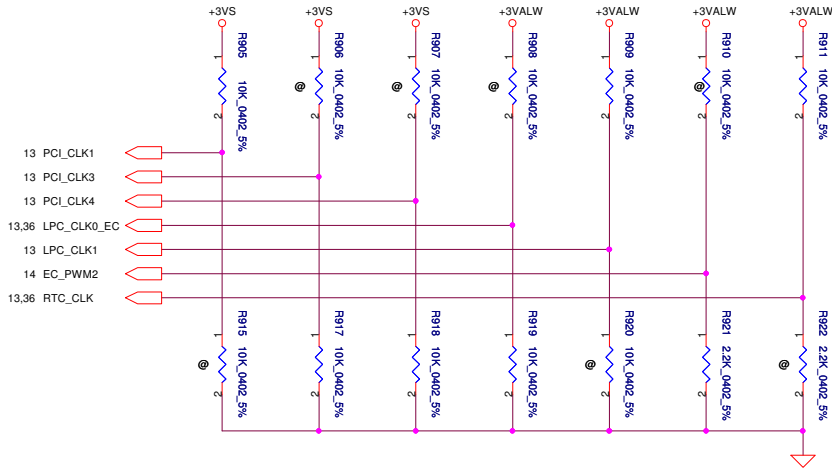 +3VS +3VS +3VS +3VALW +3VALW +3VALW +3VALW
R905 R906 R907 R908 R909 R910 R911
1 1 1 1 1 1 1
10K_0402_5% 10K_0402_5% 10K_0402_5% 10K_0402_5% 10K_0402_5% 10K_0402_5% 10K_0402_5%
@ @ @ @
2 2 2 2 2 2 2
13 PCI_CLK1
13 PCI_CLK3
13 PCI_CLK4
13,36 LPC_CLK0_EC
13 LPC_CLK1
14 EC_PWM2
13,36 RTC_CLK
R915 R917 R918 R919 R920 R921 R922
1 1 1 1 1 1 1
10K_0402_5% 10K_0402_5% 10K_0402_5% 10K_0402_5% 10K_0402_5% 2.2K_0402_5% 2.2K_0402_5%
@ @ @
2 2 2 2 2 2 2